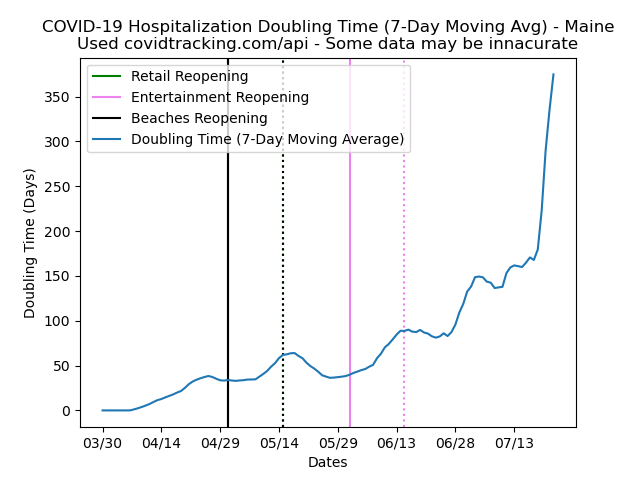 COVID-19 Hospitalization Doubling Time (7-Day Moving Avg) - Maine
Used covidtracking.com/api - Some data may be innacurate
Retail Reopening
Entertainment Reopening
Beaches Reopening
Doubling Time (7-Day Moving Average)
Doubling Time (Days)
350
300
250
200
150
100
50
0
03/30 04/14 04/29 05/14 05/29 06/13 06/28 07/13
Dates